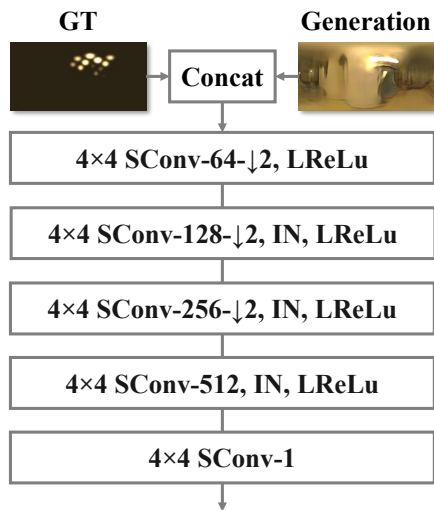 GT Generation
Concat
4×4 SConv-64-↓2, LReLu
4×4 SConv-128-↓2, IN, LReLu
4×4 SConv-256-↓2, IN, LReLu
4×4 SConv-512, IN, LReLu
4×4 SConv-1